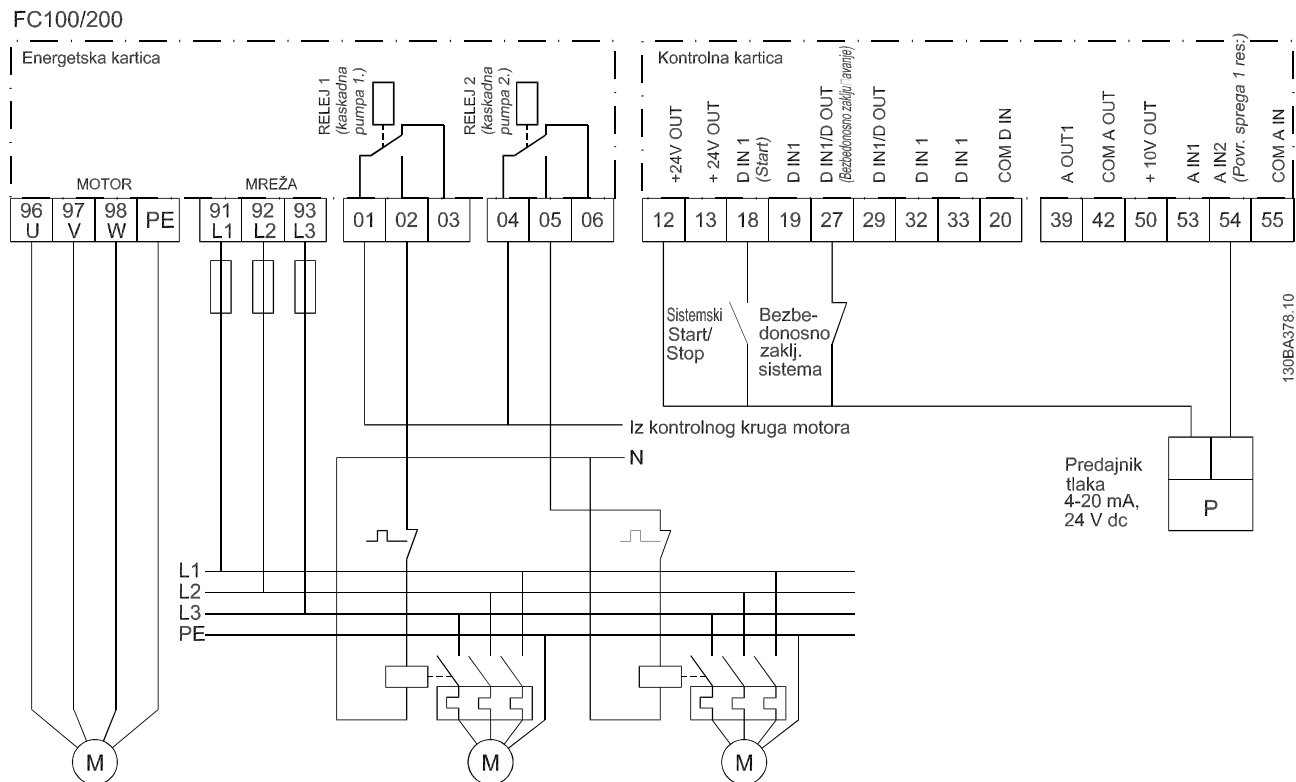 FC100/200
Energetska kartica
RELEJ 1
(kaskadna
pumpa 1.)
RELEJ 2
(kaskadna
pumpa 2.)
MOTOR
MREŽA
96 97 98 PE
U V W
91 92 93
L1 L2 L3
01 02 03
04 05 06
Kontrolna kartica
+24V OUT
+ 24V OUT
D IN 1
(Start)
D IN1
D IN1/D OUT
D IN1/D OUT
D IN 1
D IN 1
COM D IN
A OUT1
COM A OUT
+ 10V OUT
A IN1
A IN2
(Povr. sprega 1 res:)
COM A IN
12 13 18 19 27 29 32 33 20
39 42 50 53 54 55
Sistemski
Start/
Stop
Bezbe-
donosno
zaklj.
sistema
130BA378.10
Iz kontrolnog kruga motora
N
Predajnik
tlaka
4-20 mA,
24 V dc
P
L1
L2
L3
PE
M
M
M